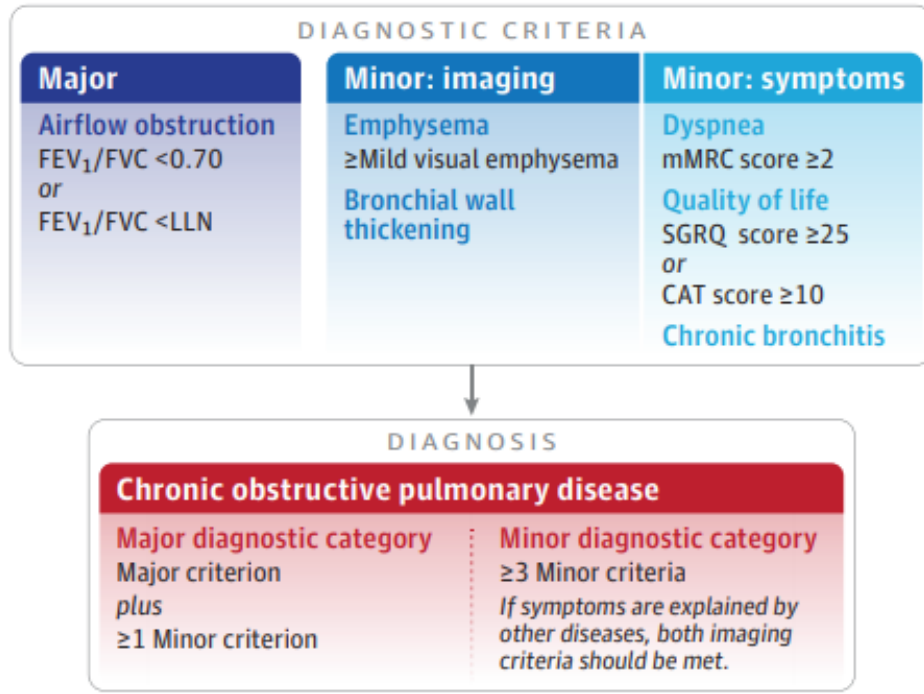 DIAGNOSTIC CRITERIA
Major
Airflow obstruction
FEV₁/FVC <0.70
or
FEV₁/FVC <LLN
Minor: imaging
Emphysema
≥Mild visual emphysema
Bronchial wall
thickening
Minor: symptoms
Dyspnea
mMRC score ≥2
Quality of life
SGRQ score ≥25
or
CAT score ≥10
Chronic bronchitis
DIAGNOSIS
Chronic obstructive pulmonary disease
Major diagnostic category
Major criterion
plus
≥1 Minor criterion
Minor diagnostic category
≥3 Minor criteria
If symptoms are explained by
other diseases, both imaging
criteria should be met.